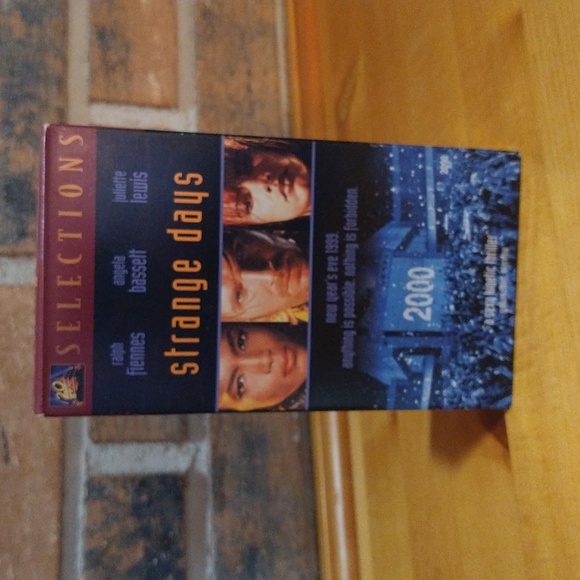 SELECTIONS
ralph fiennes
angela bassett
juliette lewis
strange days
new year's eve 1999.
anything is possible. nothing is forbidden.
2000